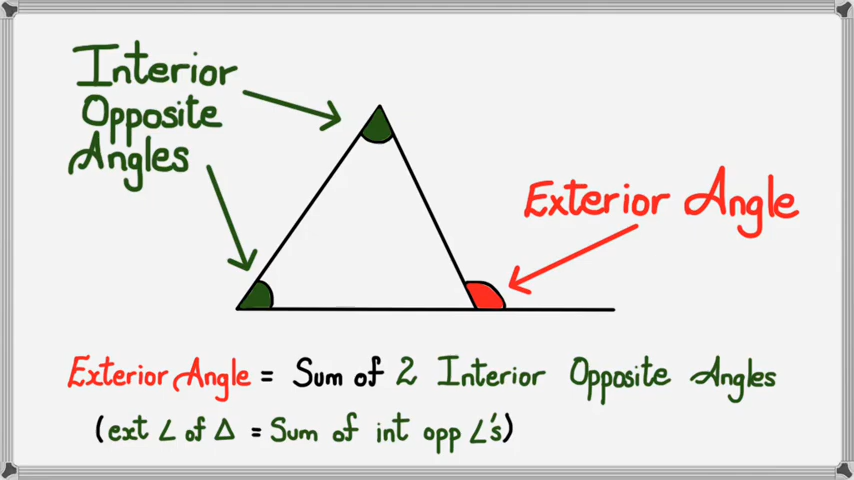 Interior
Opposite
Angles
Exterior Angle
Exterior Angle = Sum of 2 Interior Opposite Angles
(ext ∠ of Δ = Sum of int opp ∠'s)